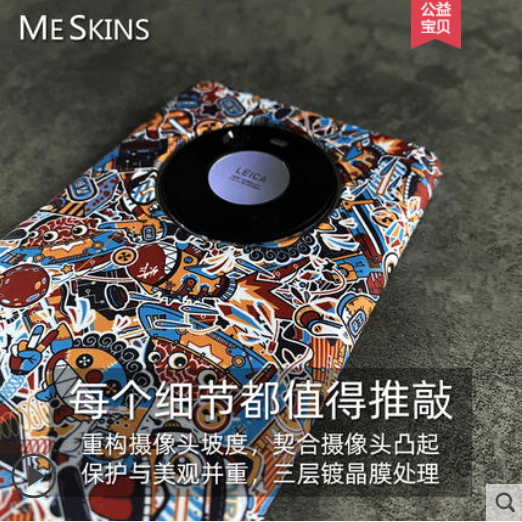 ME SKINS
公益
宝贝
LEICA
每个细节都值得推敲
重构摄像头坡度，契合摄像头凸起
保护与美观并重，三层镀晶膜处理